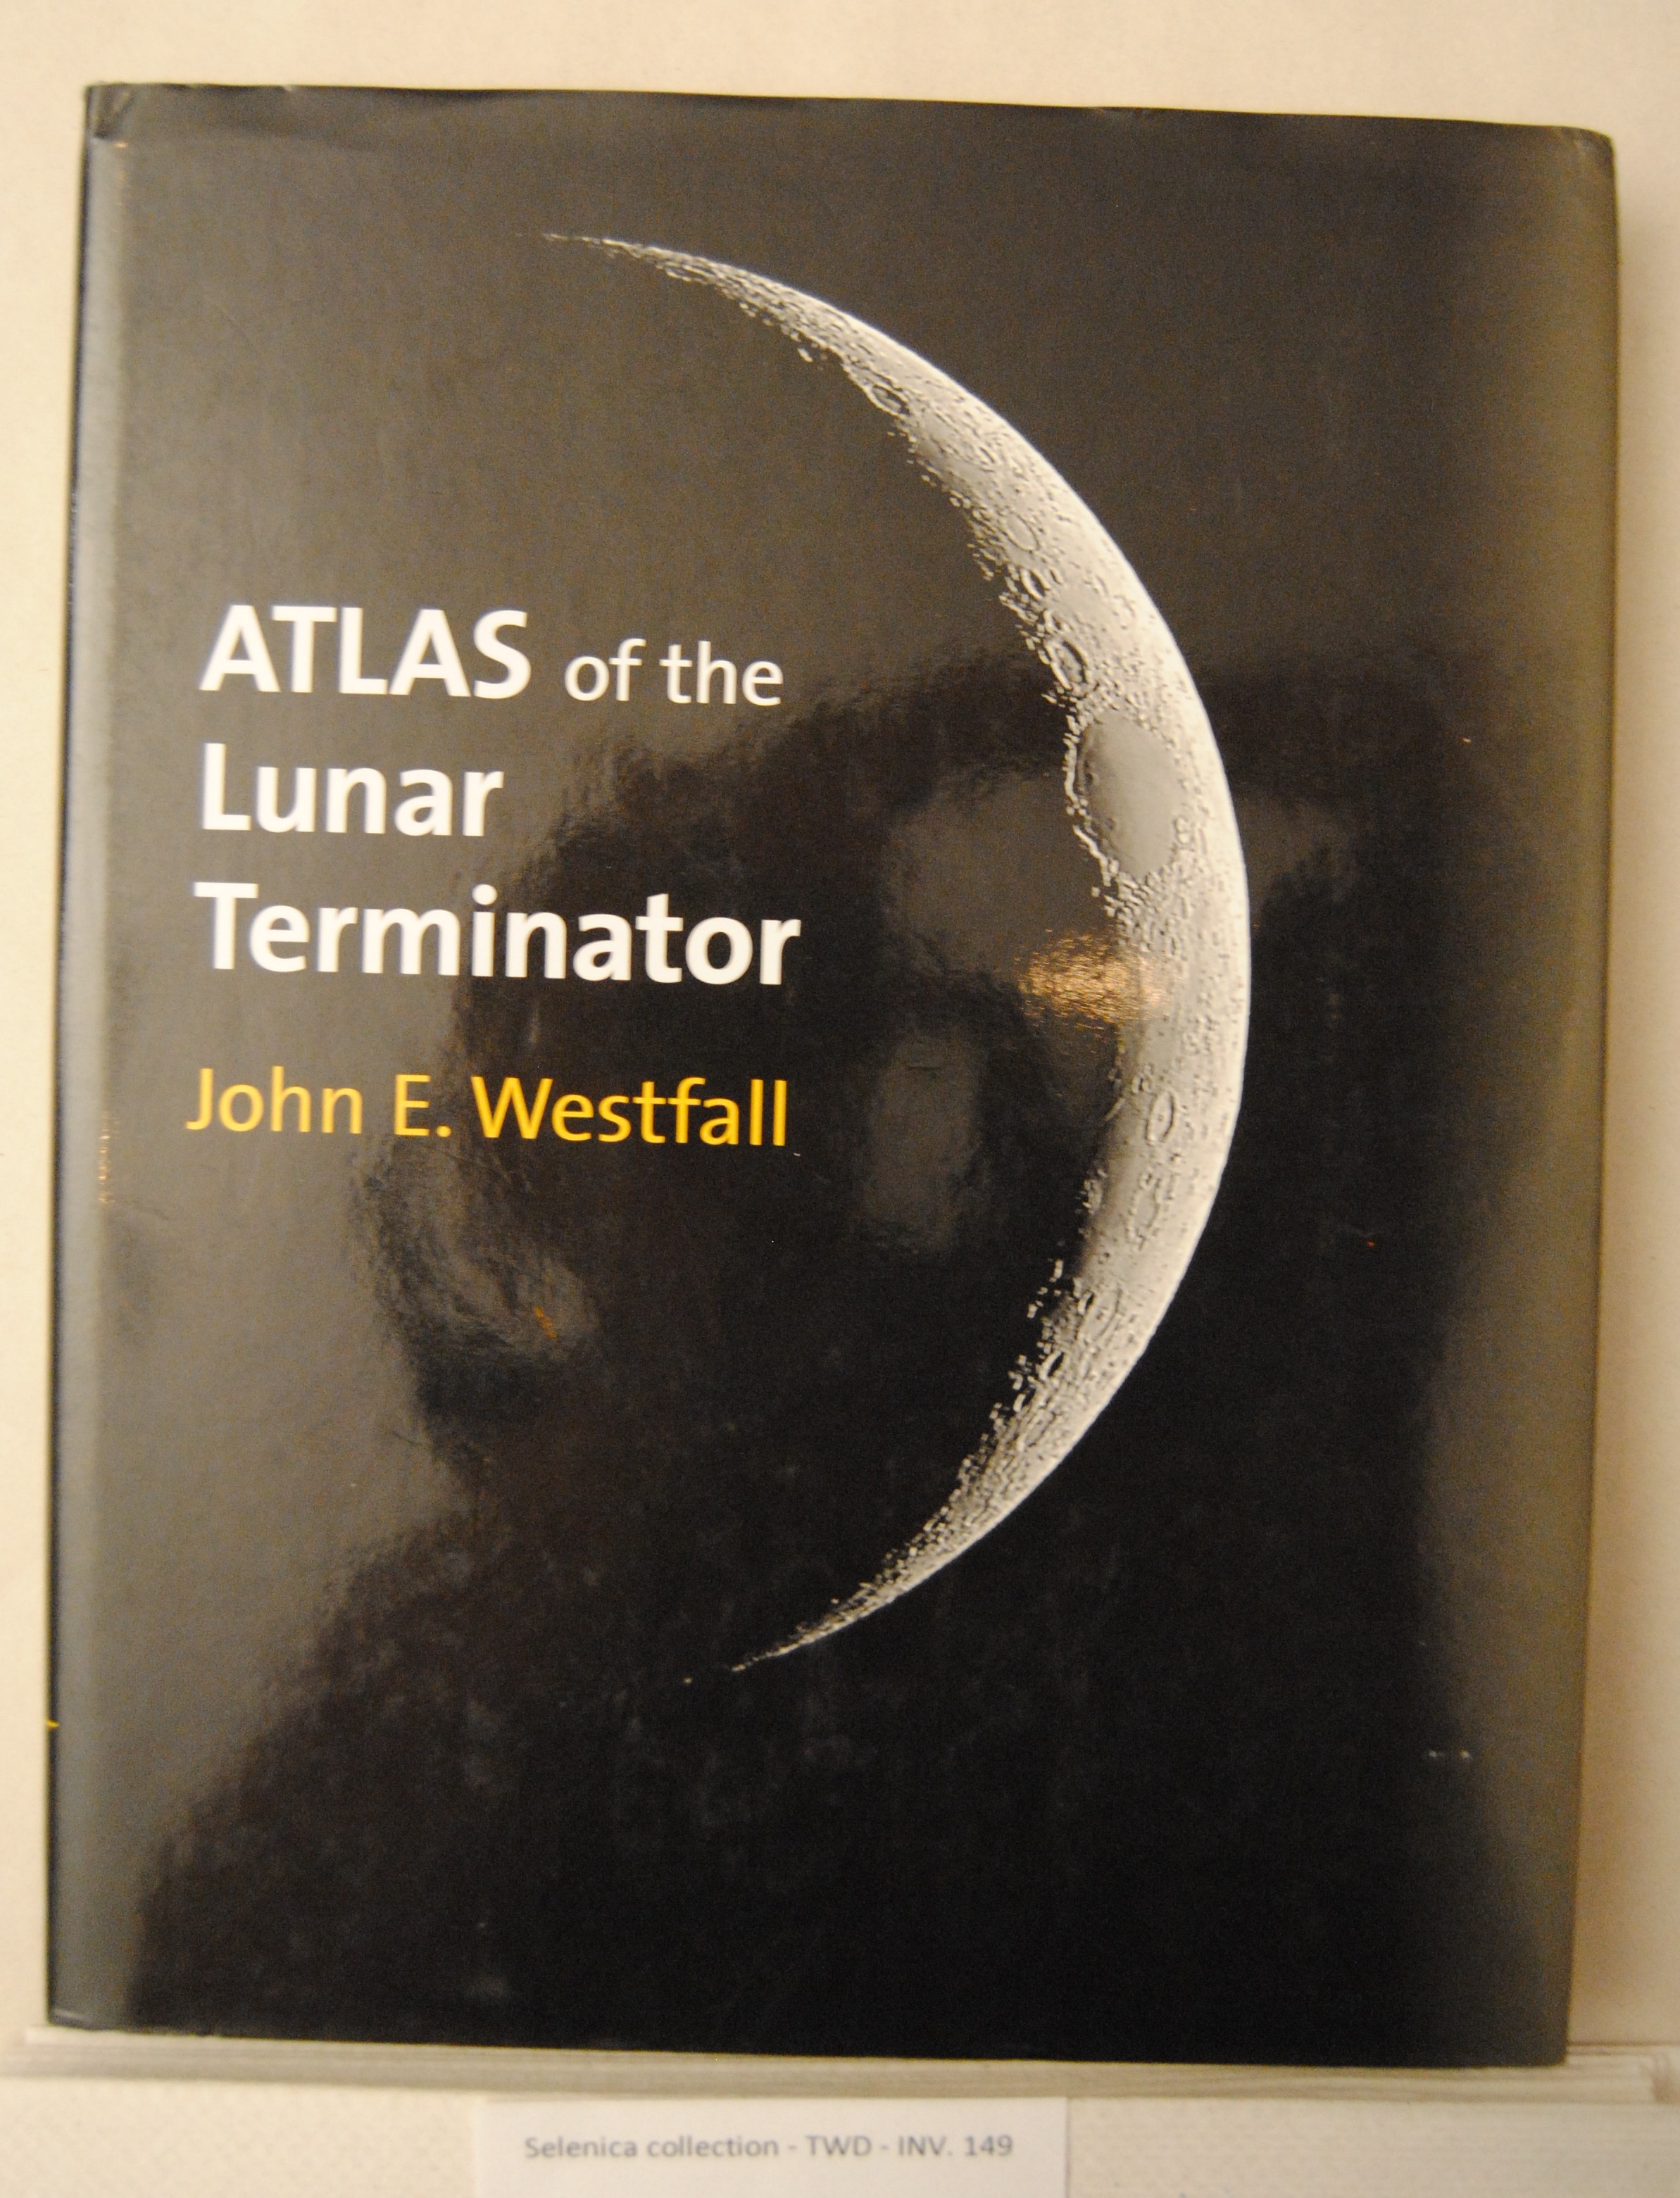 ATLAS of the
Lunar
Terminator
John E. Westfall
Selenica collection - TWD - INV. 149